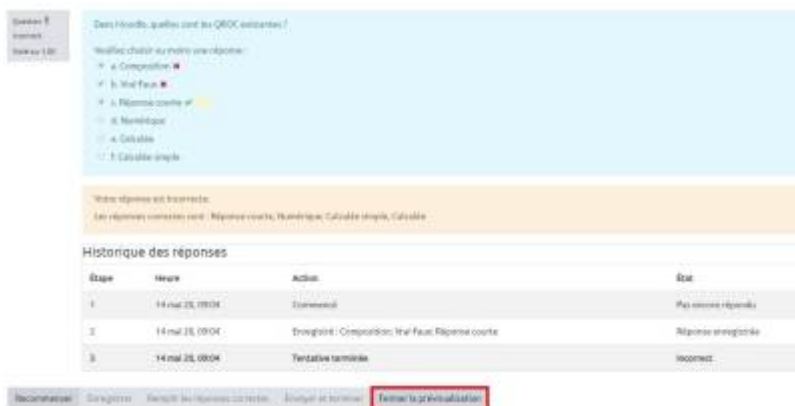 Question 1
Incorrect
Dans Moodle, quelles sont les QROC existantes ?
Veuillez choisir au moins une réponse :
a. Composition
b. Vrai Faux
c. Réponse courte
d. Numérique
e. Calculée
f. Calculée simple
Votre réponse est incorrecte.
Les réponses correctes sont : Réponse courte, Numérique, Calculée simple, Calculée
Historique des réponses
Étape Heure Action État
1 14 mai 20, 09:04 Commencé Pas encore répondu
2 14 mai 20, 09:04 Enregistré : Composition; Vrai Faux; Réponse courte Réponse enregistrée
3 14 mai 20, 09:04 Tentative terminée Incorrect
Recommencer Enregistrer Remplir les réponses correctes Envoyer et terminer Fermer la prévisualisation